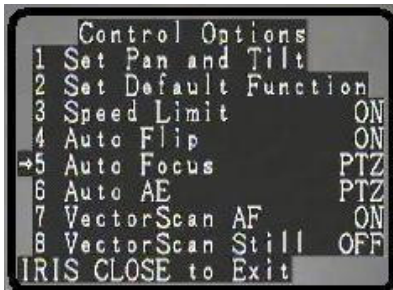 Control Options
1 Set Pan and Tilt
2 Set Default Function
3 Speed Limit ON
4 Auto Flip ON
→5 Auto Focus PTZ
6 Auto AE PTZ
7 VectorScan AF ON
8 VectorScan Still OFF
IRIS CLOSE to Exit